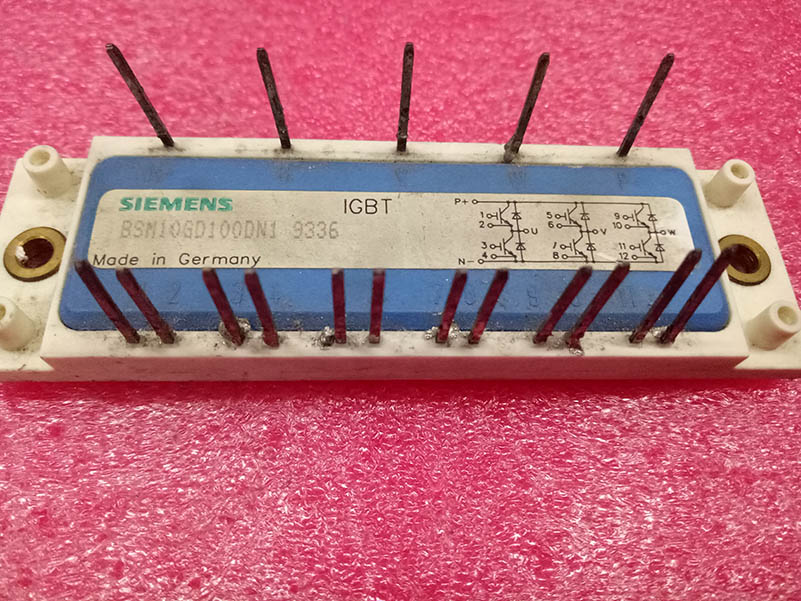 SIEMENS
IGBT
BSM10GD100DN1 9336
Made in Germany
P+
1
2
U
3
4
N-
5
6
V
7
8
9
10
W
11
12